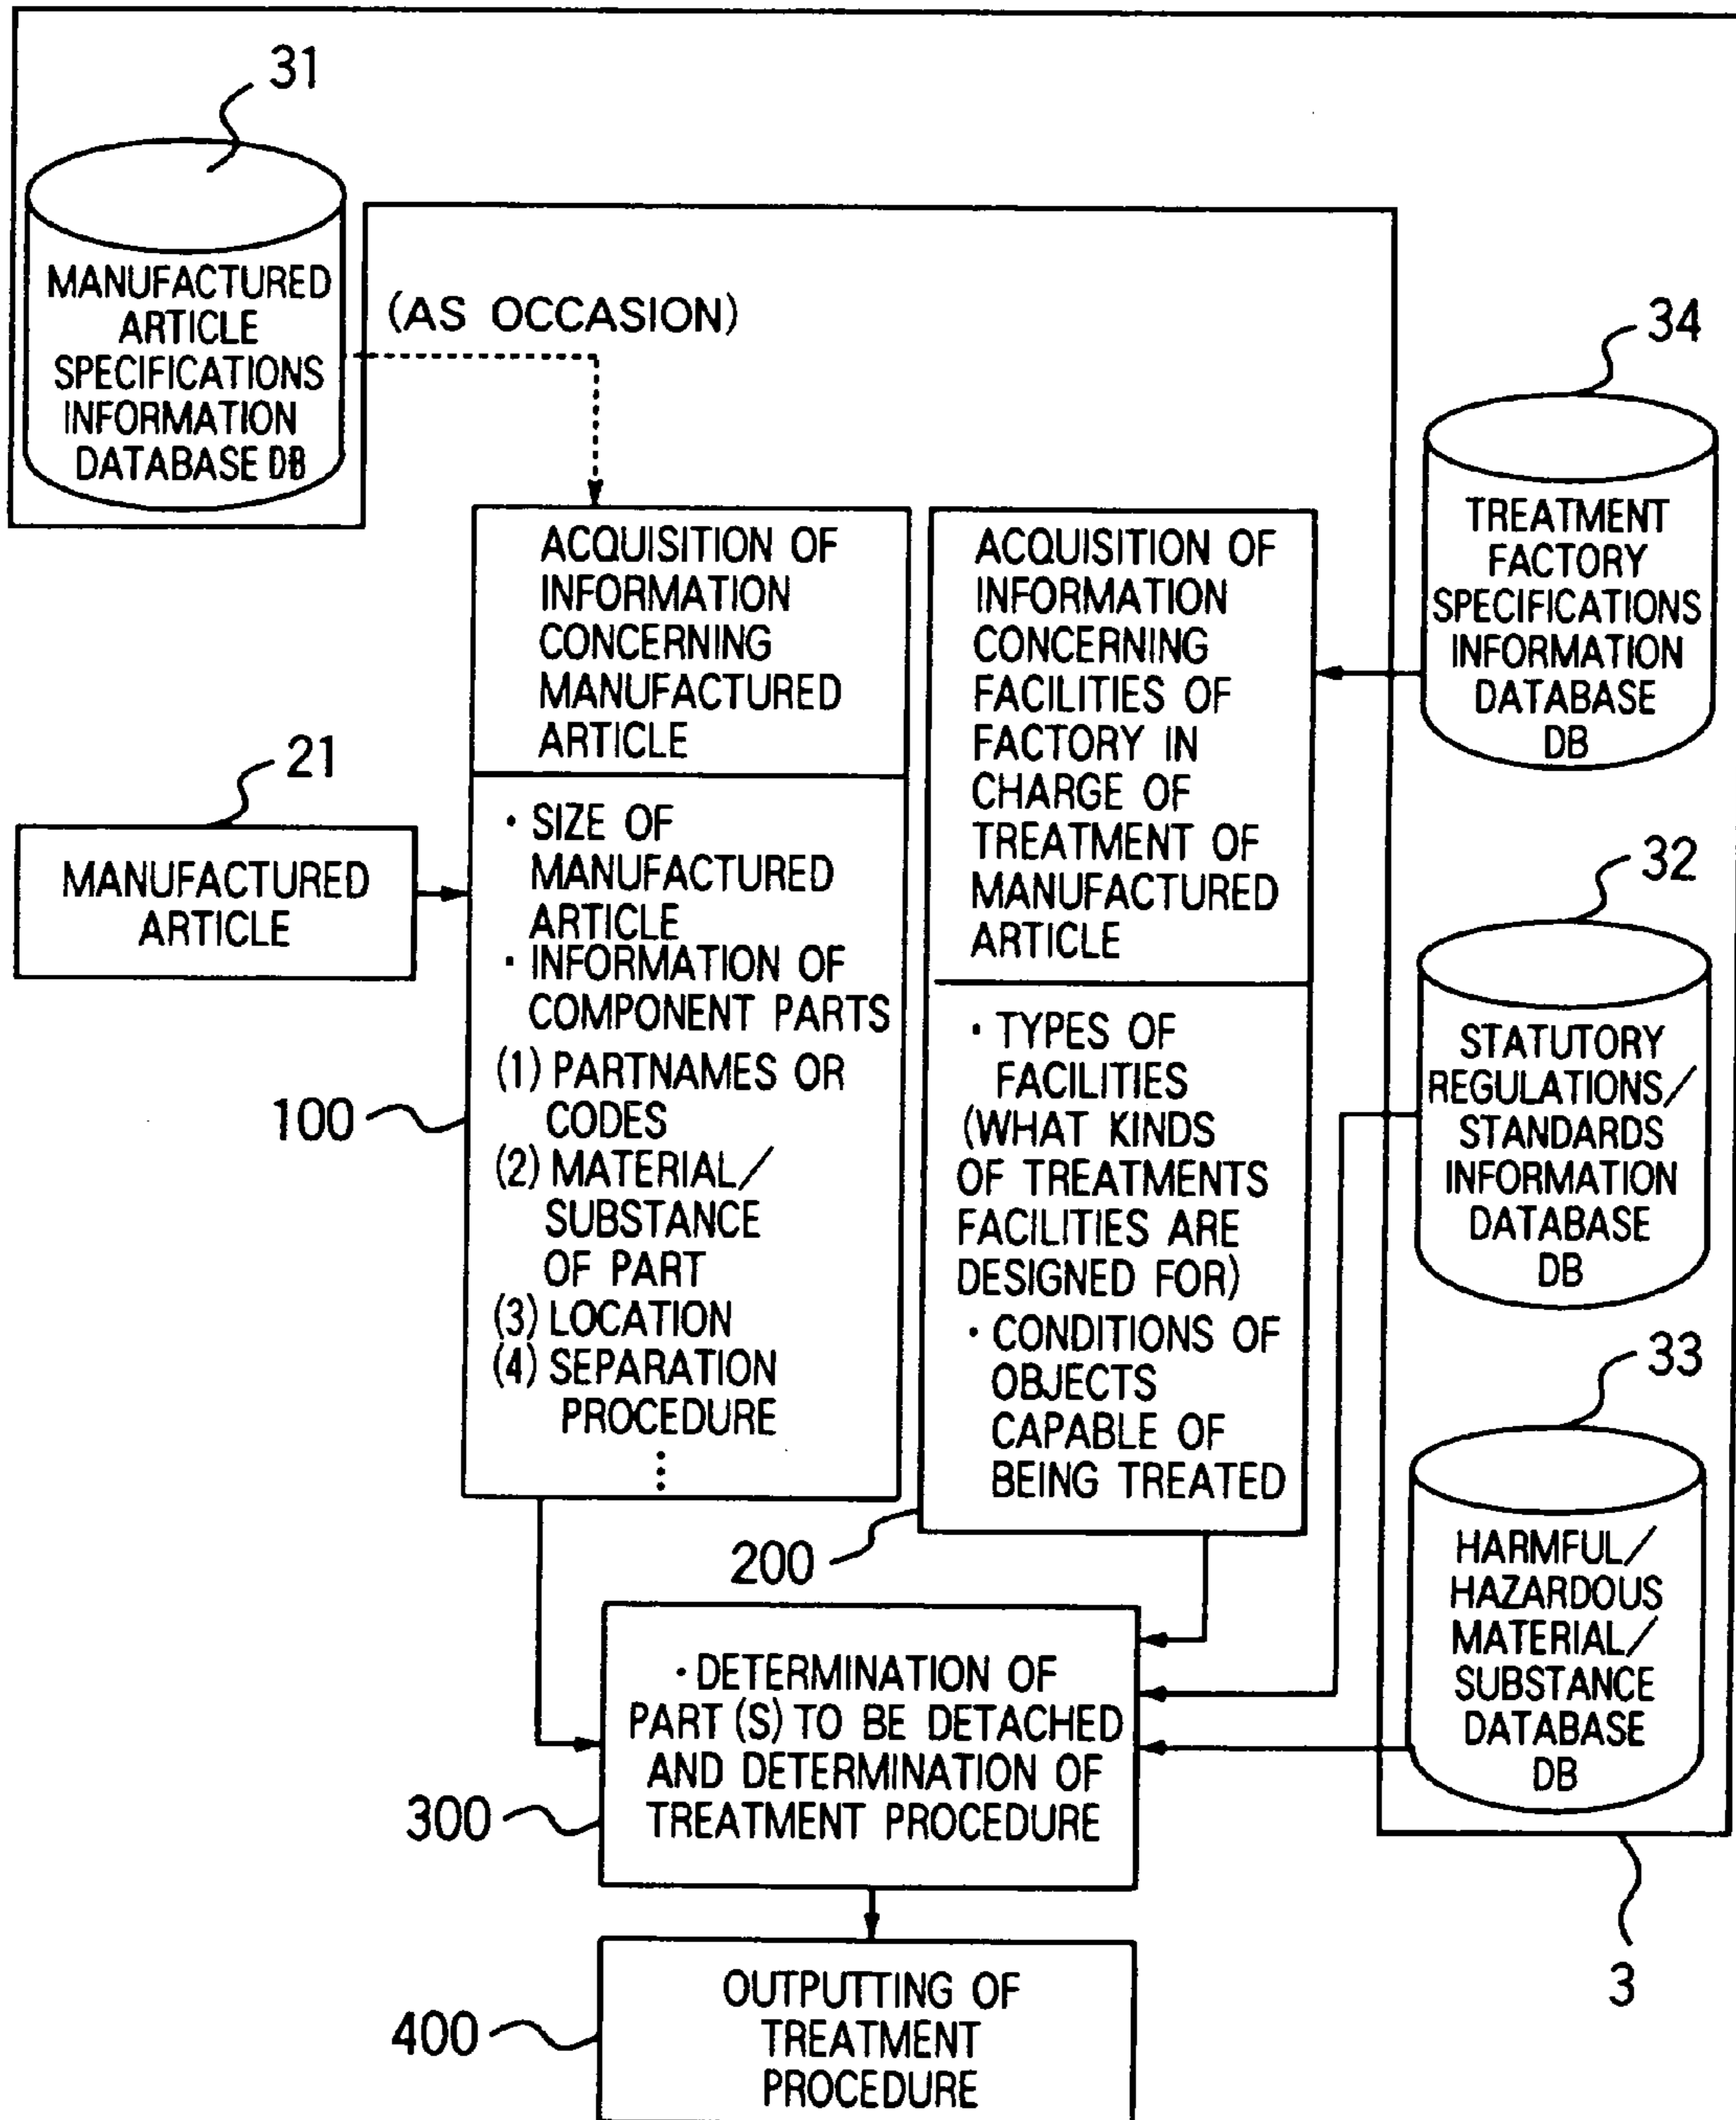 31
MANUFACTURED
ARTICLE
SPECIFICATIONS
INFORMATION
DATABASE DB
(AS OCCASION)
34
TREATMENT
FACTORY
SPECIFICATIONS
INFORMATION
DATABASE
DB
ACQUISITION OF
INFORMATION
CONCERNING
MANUFACTURED
ARTICLE
ACQUISITION OF
INFORMATION
CONCERNING
FACILITIES OF
FACTORY IN
CHARGE OF
TREATMENT OF
MANUFACTURED
ARTICLE
21
MANUFACTURED
ARTICLE
· SIZE OF
MANUFACTURED
ARTICLE
· INFORMATION OF
COMPONENT PARTS
(1) PARTNAMES OR
CODES
(2) MATERIAL/
SUBSTANCE
OF PART
(3) LOCATION
(4) SEPARATION
PROCEDURE
⋮
100
· TYPES OF
FACILITIES
(WHAT KINDS
OF TREATMENTS
FACILITIES ARE
DESIGNED FOR)
· CONDITIONS OF
OBJECTS
CAPABLE OF
BEING TREATED
200
32
STATUTORY
REGULATIONS/
STANDARDS
INFORMATION
DATABASE
DB
33
HARMFUL/
HAZARDOUS
MATERIAL/
SUBSTANCE
DATABASE
DB
· DETERMINATION OF
PART(S) TO BE DETACHED
AND DETERMINATION OF
TREATMENT PROCEDURE
300
3
OUTPUTTING OF
TREATMENT
PROCEDURE
400